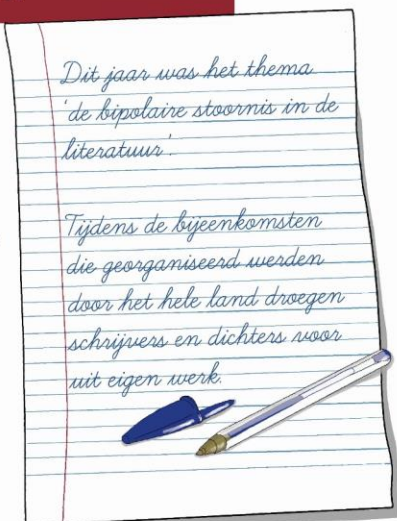 Dit jaar was het thema
'de bipolaire stoornis in de
literatuur'.
Tijdens de bijeenkomsten
die georganiseerd werden
door het hele land droegen
schrijvers en dichters voor
uit eigen werk.